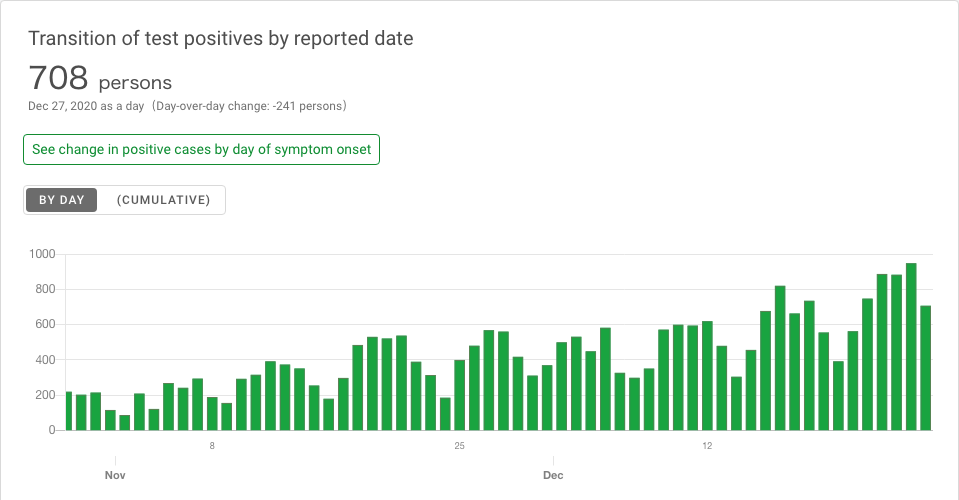 Transition of test positives by reported date
708 persons
Dec 27, 2020 as a day (Day-over-day change: -241 persons)
See change in positive cases by day of symptom onset
BY DAY (CUMULATIVE)
1000
800
600
400
200
0
8 25 12
Nov Dec